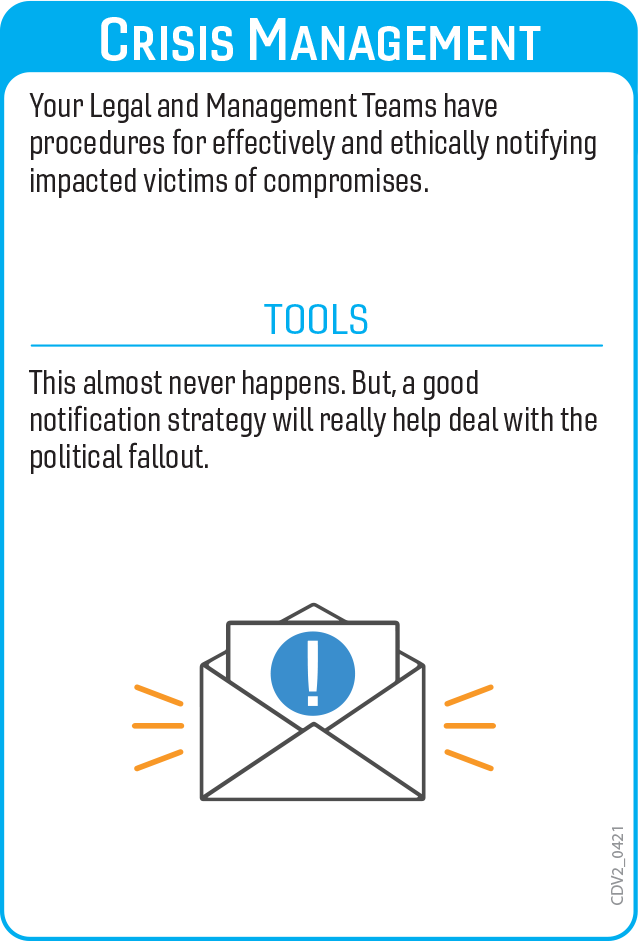 CRISIS MANAGEMENT
Your Legal and Management Teams have
procedures for effectively and ethically notifying
impacted victims of compromises.
TOOLS
This almost never happens. But, a good
notification strategy will really help deal with the
political fallout.
!
CDV2_0421